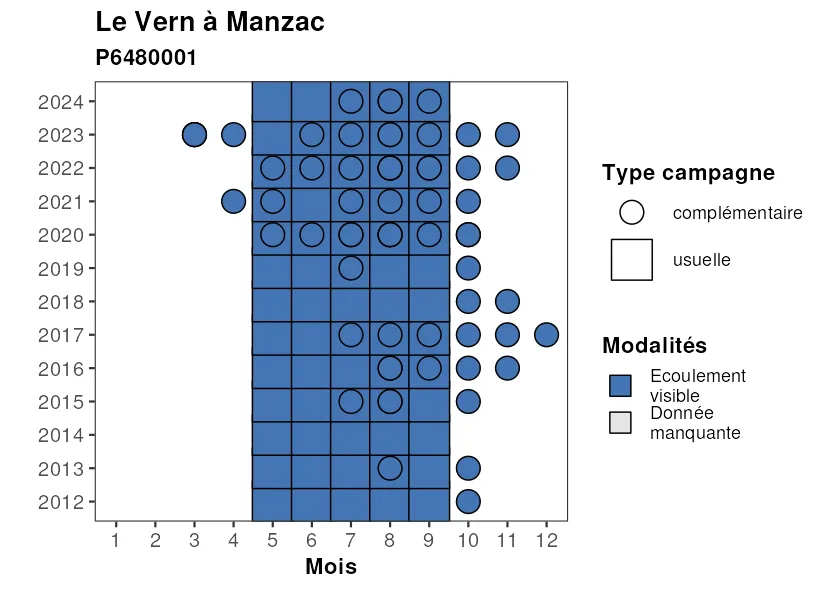 Le Vern à Manzac
P6480001
2024
2023
2022
2021
2020
2019
2018
2017
2016
2015
2014
2013
2012
1 2 3 4 5 6 7 8 9 10 11 12
Mois
Type campagne
complémentaire
usuelle
Modalités
Ecoulement
visible
Donnée
manquante